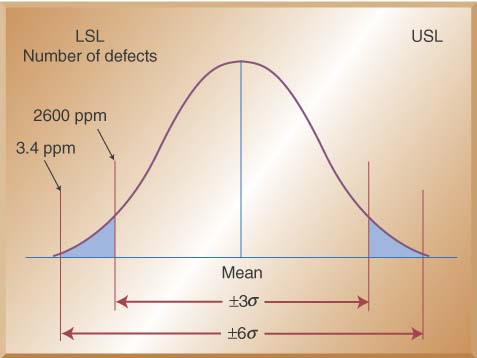 LSL
USL
Number of defects
2600 ppm
3.4 ppm
Mean
±3σ
±6σ